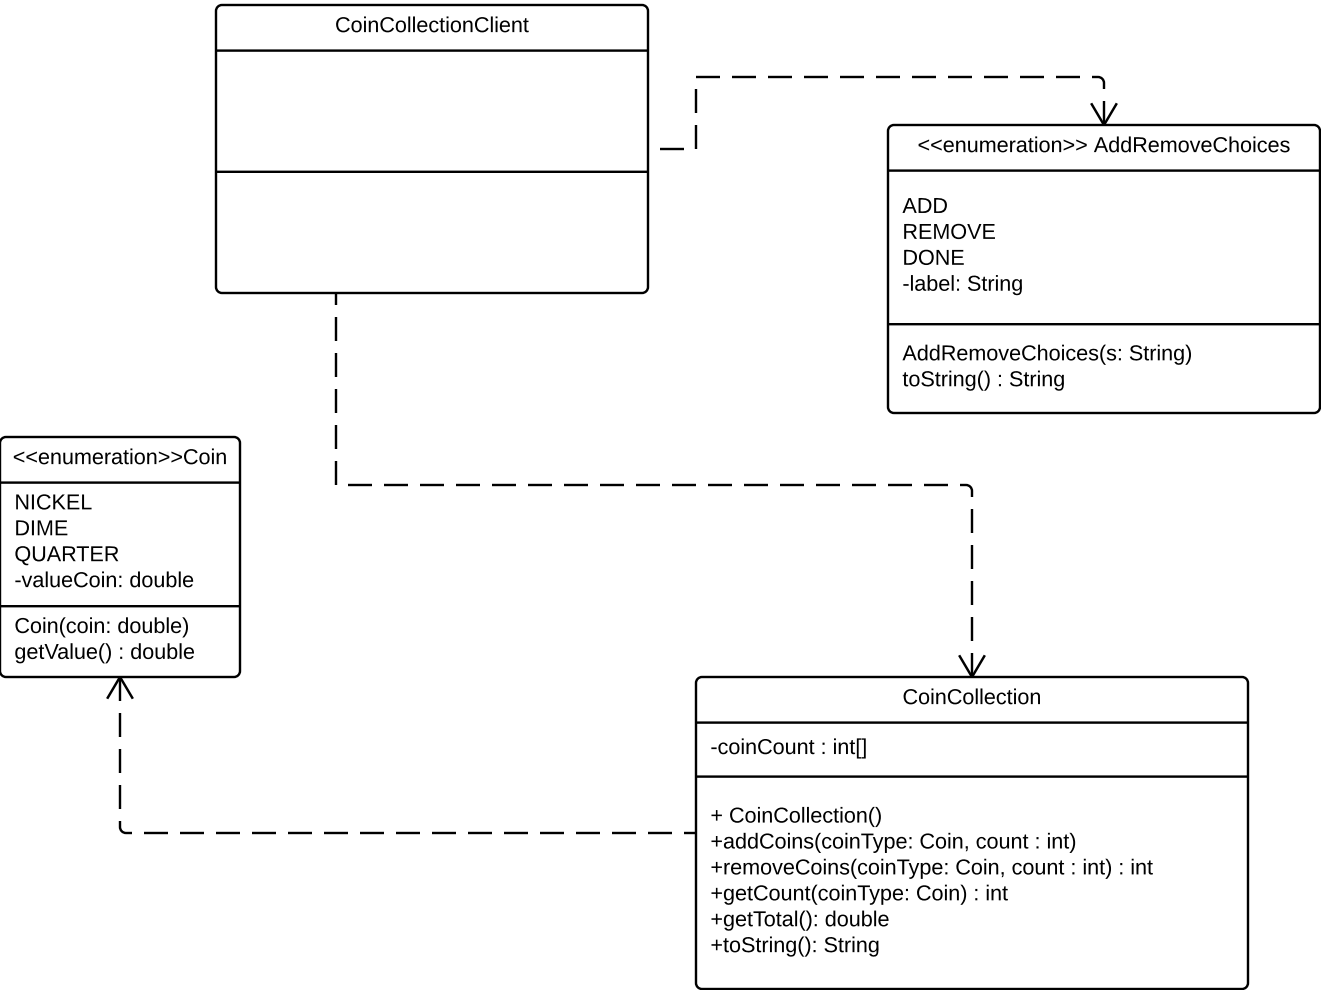 CoinCollectionClient
<<enumeration>> AddRemoveChoices
ADD
REMOVE
DONE
-label: String
AddRemoveChoices(s: String)
toString() : String
<<enumeration>>Coin
NICKEL
DIME
QUARTER
-valueCoin: double
Coin(coin: double)
getValue() : double
CoinCollection
-coinCount : int[]
+ CoinCollection()
+addCoins(coinType: Coin, count : int)
+removeCoins(coinType: Coin, count : int) : int
+getCount(coinType: Coin) : int
+getTotal(): double
+toString(): String